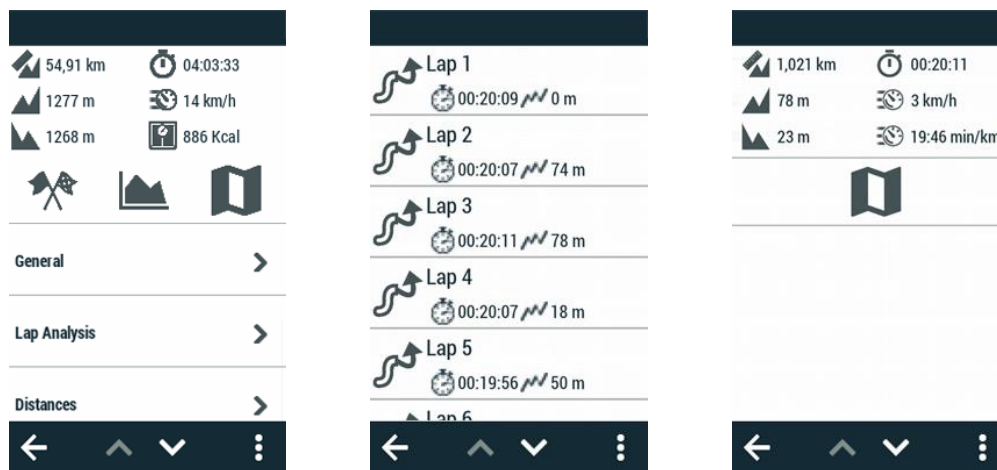 54,91 km 04:03:33
1277 m 14 km/h
1268 m 886 Kcal
General
Lap Analysis
Distances
Lap 1
00:20:09 0 m
Lap 2
00:20:07 74 m
Lap 3
00:20:11 78 m
Lap 4
00:20:07 18 m
Lap 5
00:19:56 50 m
Lap 6
1,021 km 00:20:11
78 m 3 km/h
23 m 19:46 min/km